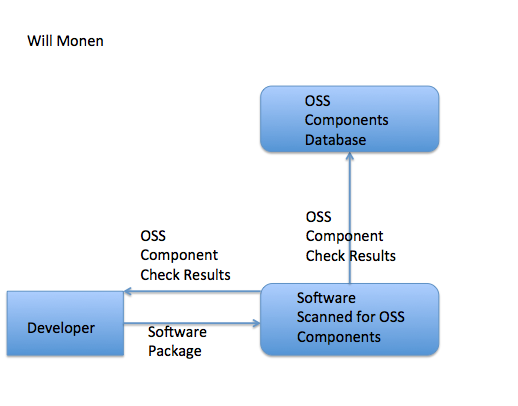 Will Monen
OSS
Components
Database
OSS
Component
Check Results
OSS
Component
Check Results
Software
Scanned for OSS
Components
Developer
Software
Package